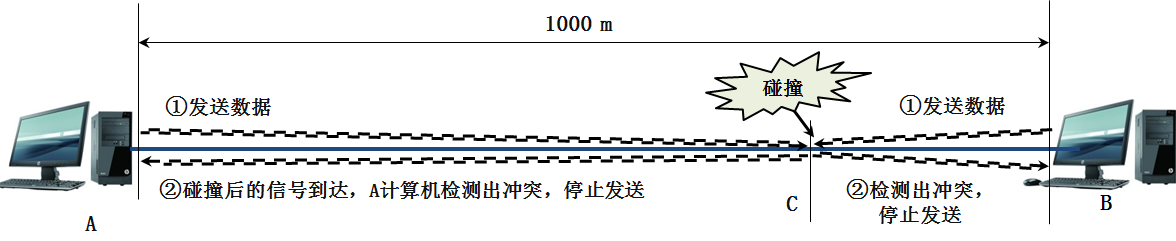 1000 m
碰撞
①发送数据
①发送数据
②碰撞后的信号到达，A计算机检测出冲突，停止发送
②检测出冲突，
停止发送
A
C
B